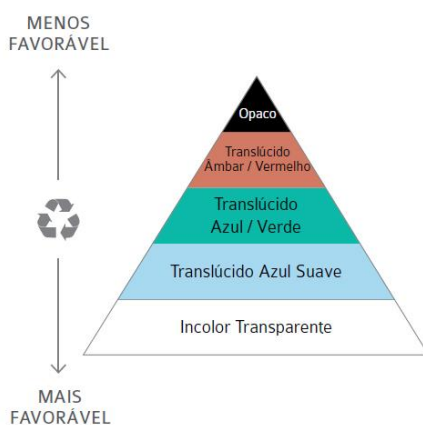 MENOS
FAVORÁVEL
Opaco
Translúcido
Âmbar / Vermelho
Translúcido
Azul / Verde
Translúcido Azul Suave
Incolor Transparente
MAIS
FAVORÁVEL